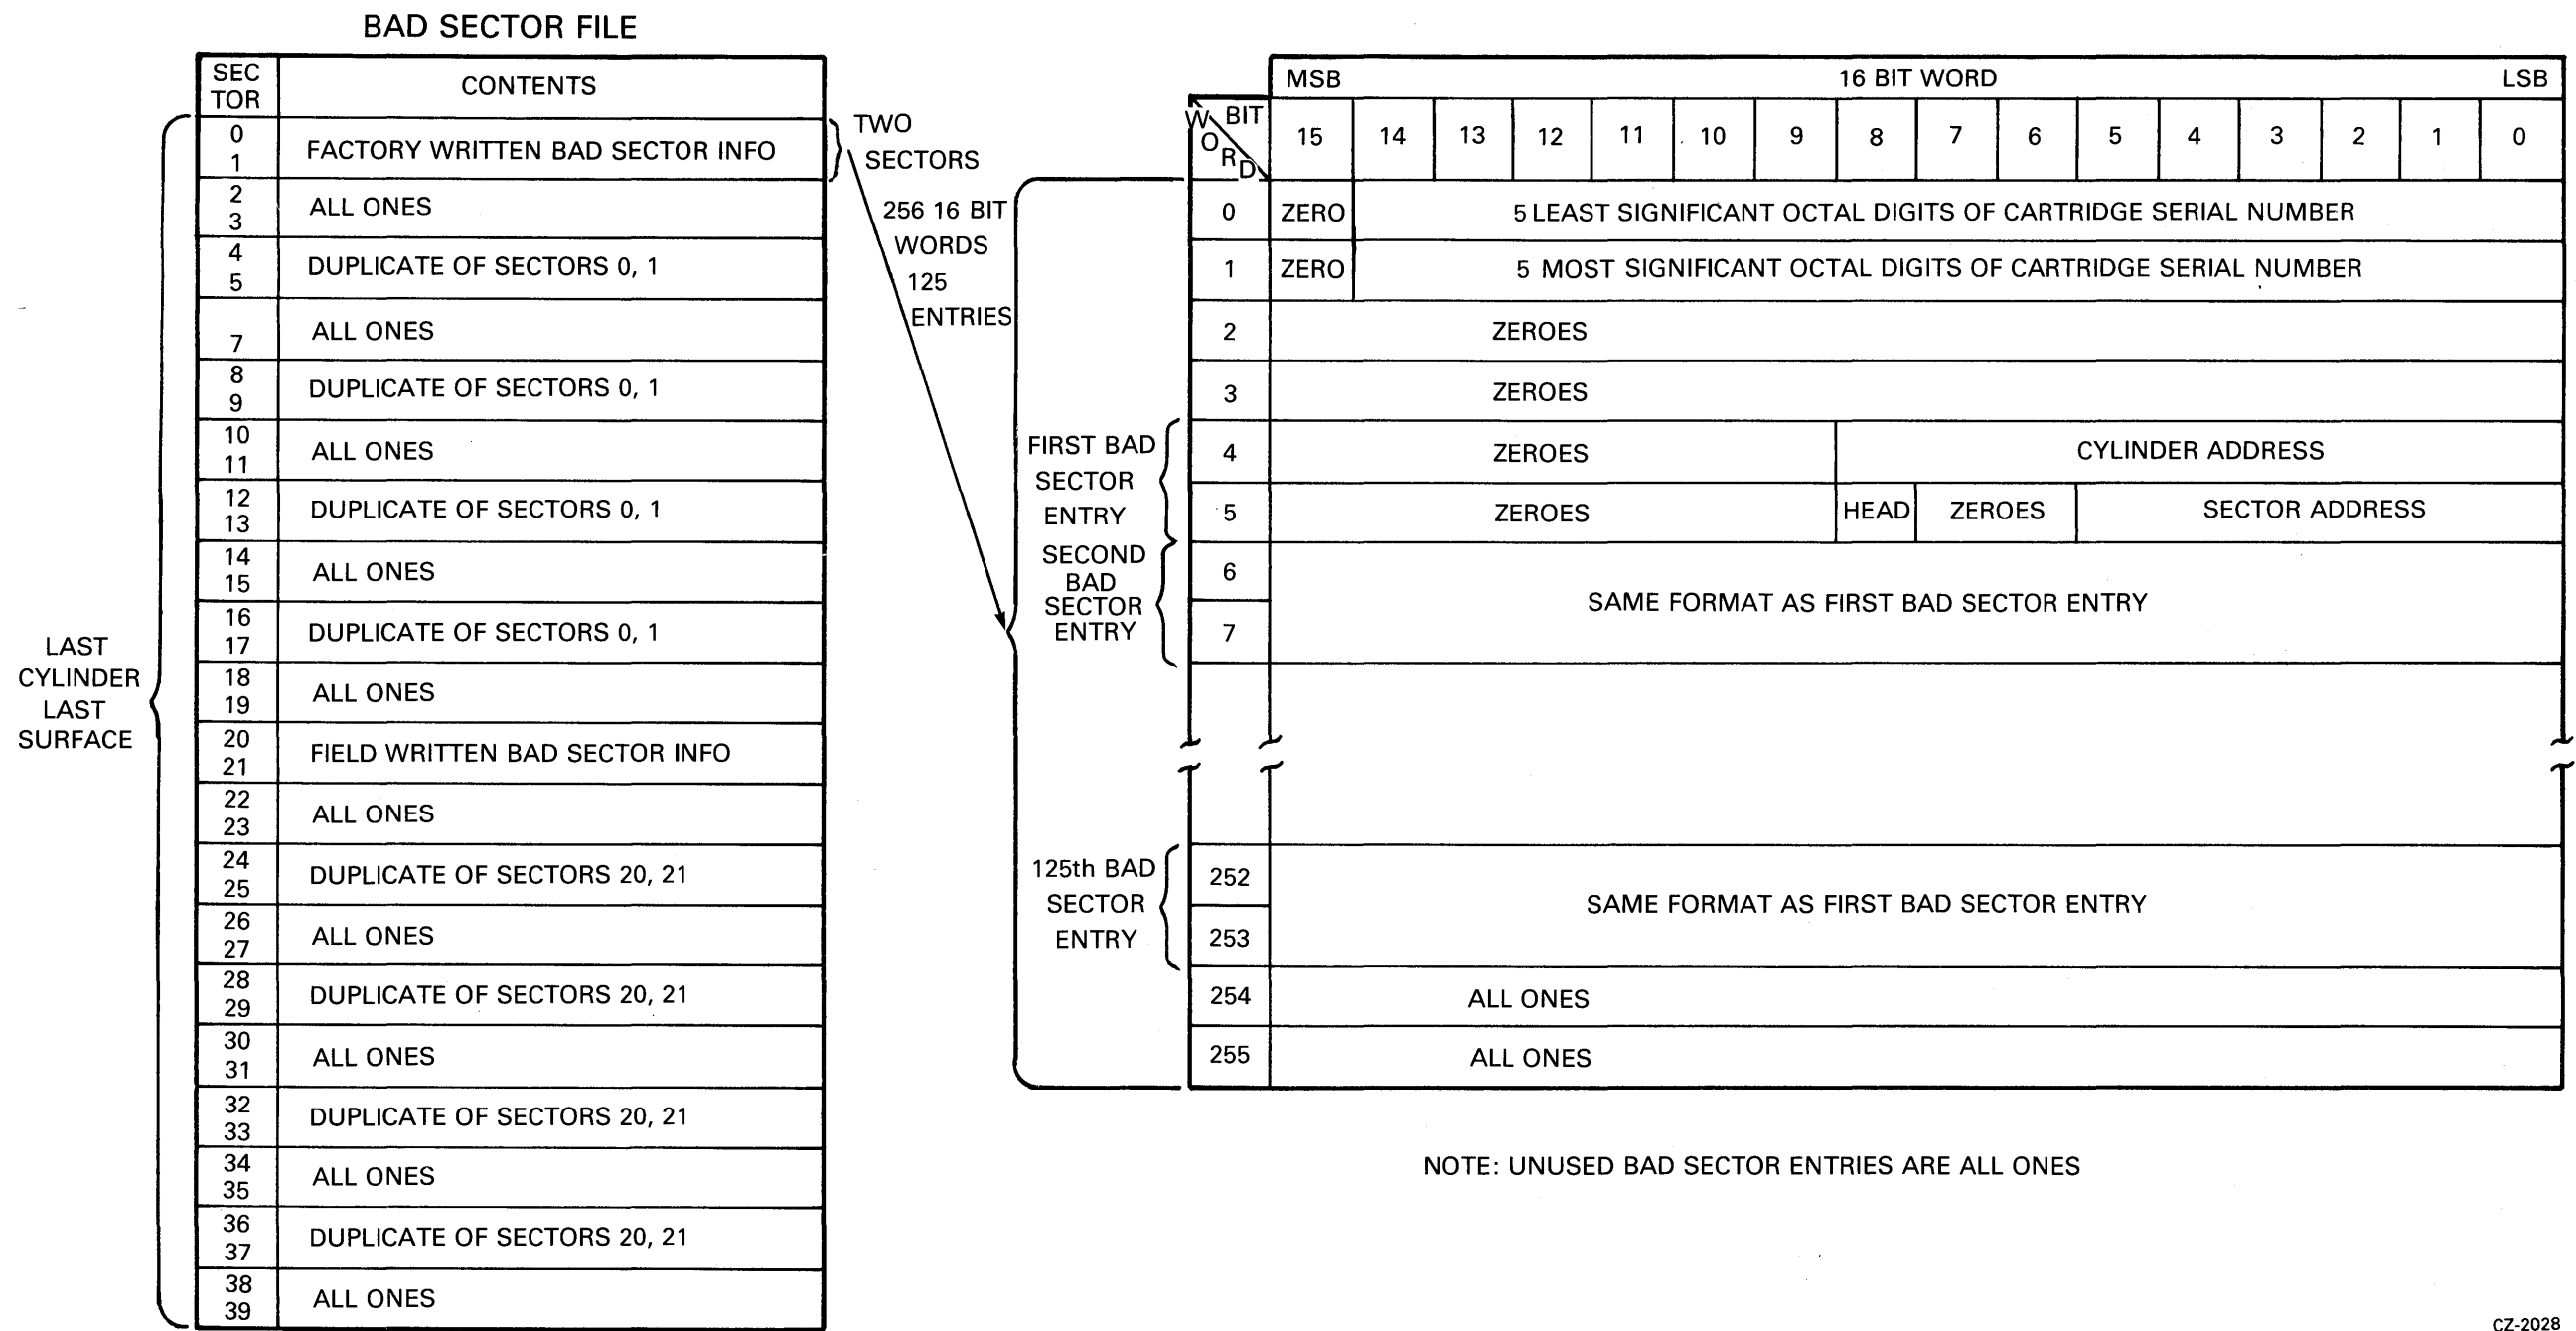 BAD SECTOR FILE
SEC
TOR
CONTENTS
0
1
FACTORY WRITTEN BAD SECTOR INFO
2
3
ALL ONES
4
5
DUPLICATE OF SECTORS 0, 1
7
ALL ONES
8
9
DUPLICATE OF SECTORS 0, 1
10
11
ALL ONES
12
13
DUPLICATE OF SECTORS 0, 1
14
15
ALL ONES
16
17
DUPLICATE OF SECTORS 0, 1
18
19
ALL ONES
20
21
FIELD WRITTEN BAD SECTOR INFO
22
23
ALL ONES
24
25
DUPLICATE OF SECTORS 20, 21
26
27
ALL ONES
28
29
DUPLICATE OF SECTORS 20, 21
30
31
ALL ONES
32
33
DUPLICATE OF SECTORS 20, 21
34
35
ALL ONES
36
37
DUPLICATE OF SECTORS 20, 21
38
39
ALL ONES
LAST
CYLINDER
LAST
SURFACE
TWO
SECTORS
256 16 BIT
WORDS
125
ENTRIES
MSB 16 BIT WORD LSB
WORD BIT
15 14 13 12 11 10 9 8 7 6 5 4 3 2 1 0
0 ZERO 5 LEAST SIGNIFICANT OCTAL DIGITS OF CARTRIDGE SERIAL NUMBER
1 ZERO 5 MOST SIGNIFICANT OCTAL DIGITS OF CARTRIDGE SERIAL NUMBER
2 ZEROES
3 ZEROES
FIRST BAD
SECTOR
ENTRY
4 ZEROES CYLINDER ADDRESS
5 ZEROES HEAD ZEROES SECTOR ADDRESS
SECOND
BAD
SECTOR
ENTRY
6
7
SAME FORMAT AS FIRST BAD SECTOR ENTRY
125th BAD
SECTOR
ENTRY
252
253
SAME FORMAT AS FIRST BAD SECTOR ENTRY
254 ALL ONES
255 ALL ONES
NOTE: UNUSED BAD SECTOR ENTRIES ARE ALL ONES
CZ-2028